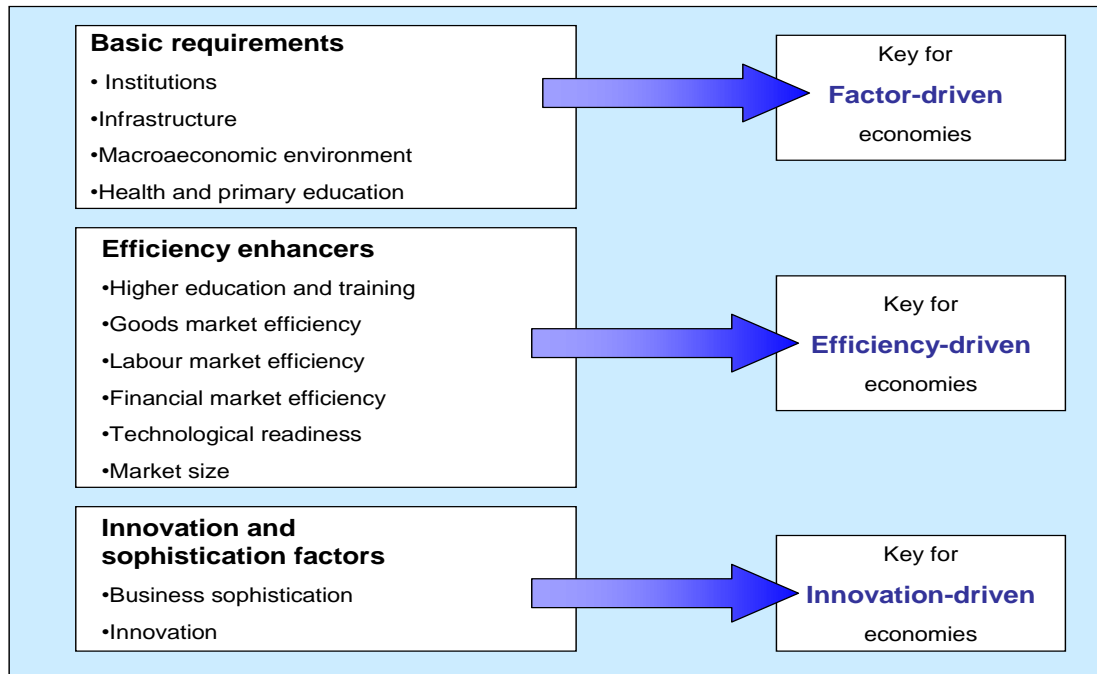 Basic requirements
• Institutions
•Infrastructure
•Macroaeconomic environment
•Health and primary education
Key for
Factor-driven
economies
Efficiency enhancers
•Higher education and training
•Goods market efficiency
•Labour market efficiency
•Financial market efficiency
•Technological readiness
•Market size
Key for
Efficiency-driven
economies
Innovation and
sophistication factors
•Business sophistication
•Innovation
Key for
Innovation-driven
economies